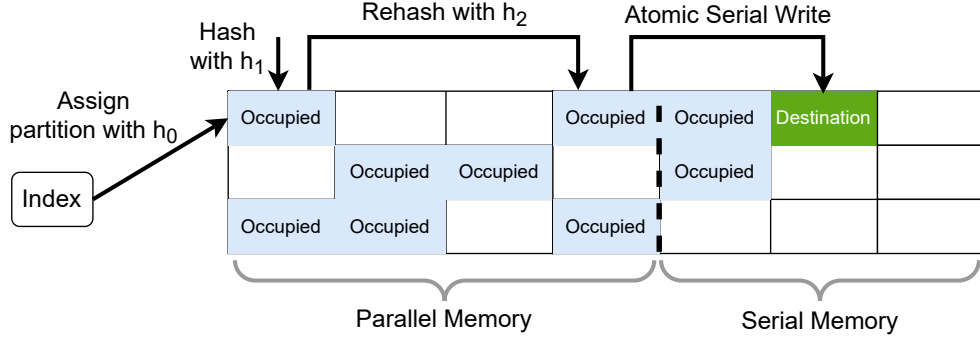 Rehash with h2
Atomic Serial Write
Hash
with h1
Assign
partition with h0
Occupied
Occupied
Occupied
Destination
Occupied
Occupied
Occupied
Index
Occupied
Occupied
Occupied
Parallel Memory
Serial Memory